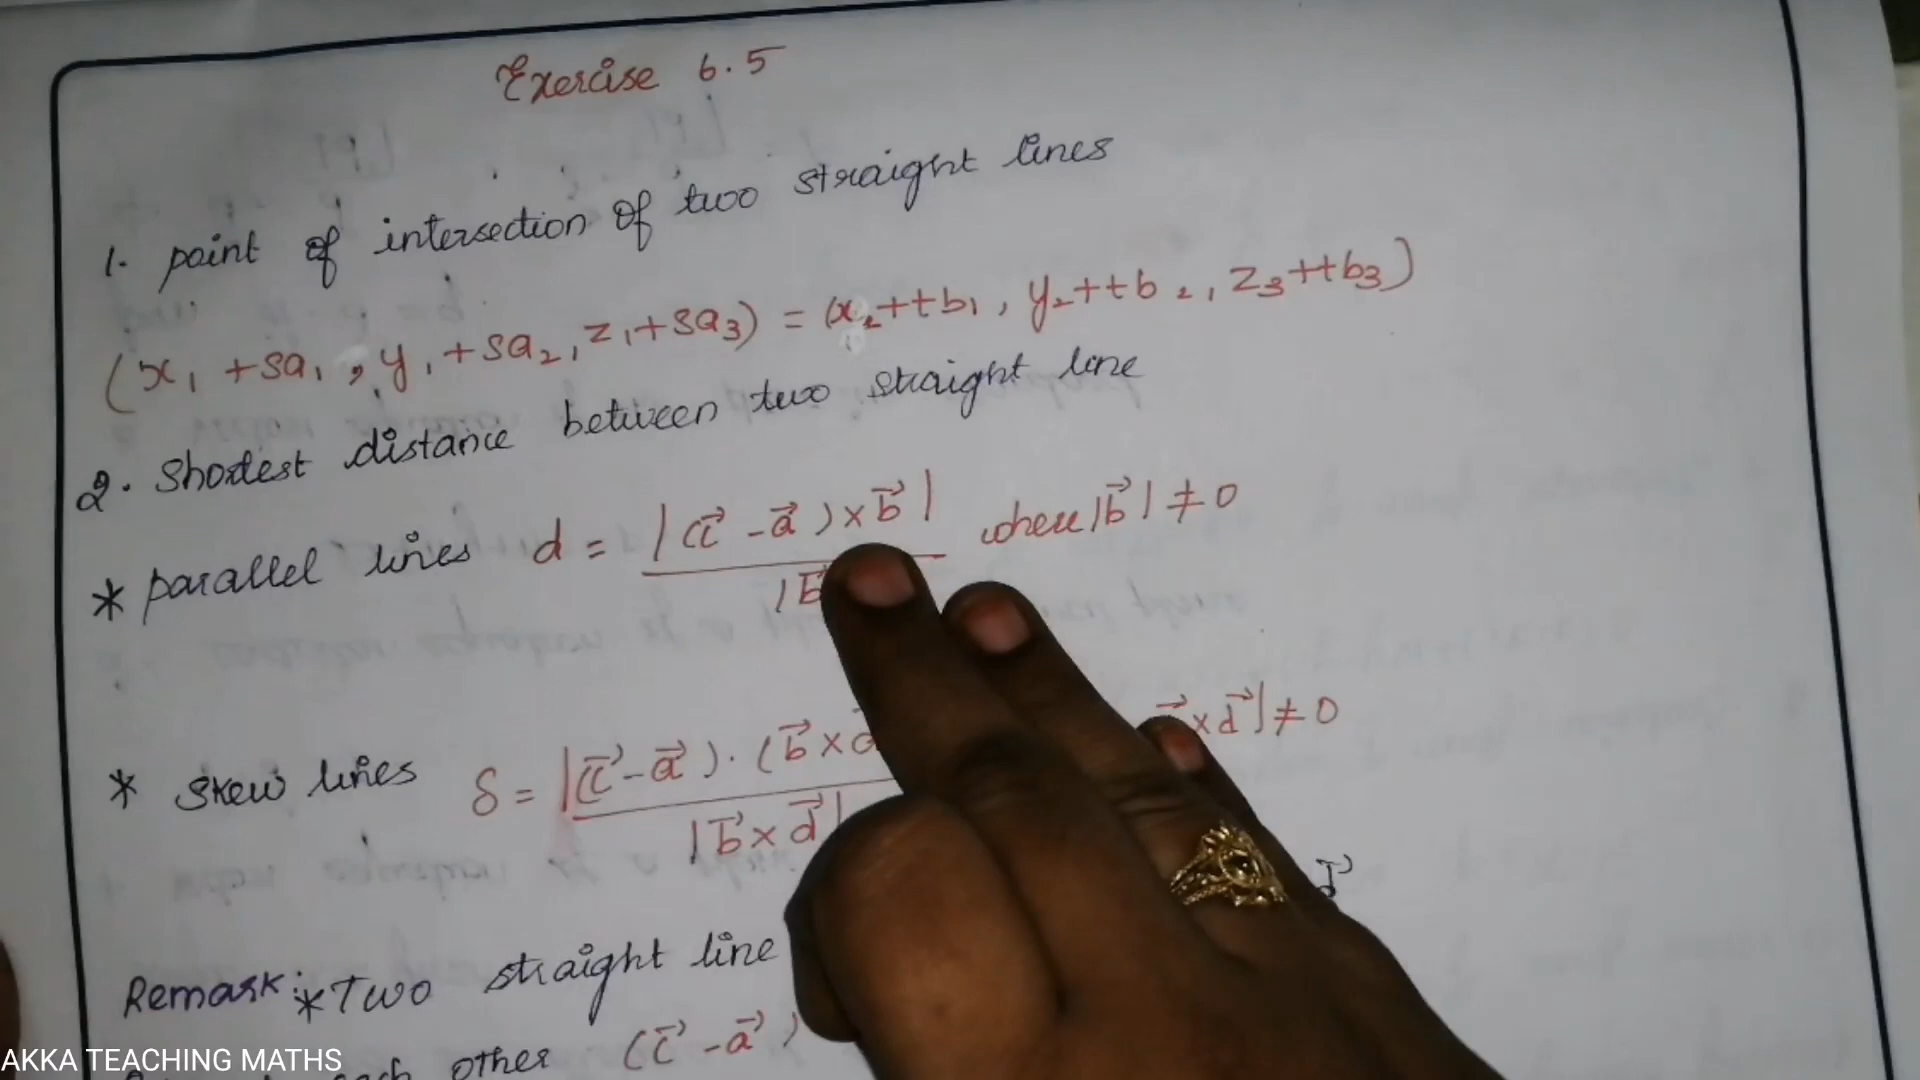 Exercise 6.5
1. point of intersection of two straight lines
(x₁ + sa₁, y₁ + sa₂, z₁ + sa₃) = (x₂ + tb₁, y₂ + tb₂, z₃ + tb₃)
2. Shortest distance between two straight line
* parallel lines d = |(c⃗ - a⃗) × b⃗| / |b⃗ where |b⃗| ≠ 0
* Skew lines δ = |(c⃗ - a⃗) . (b⃗ × / |b⃗ × d⃗| × d⃗| ≠ 0
d⃗
Remark: * Two straight line
each other (c⃗ - a⃗)
AKKA TEACHING MATHS